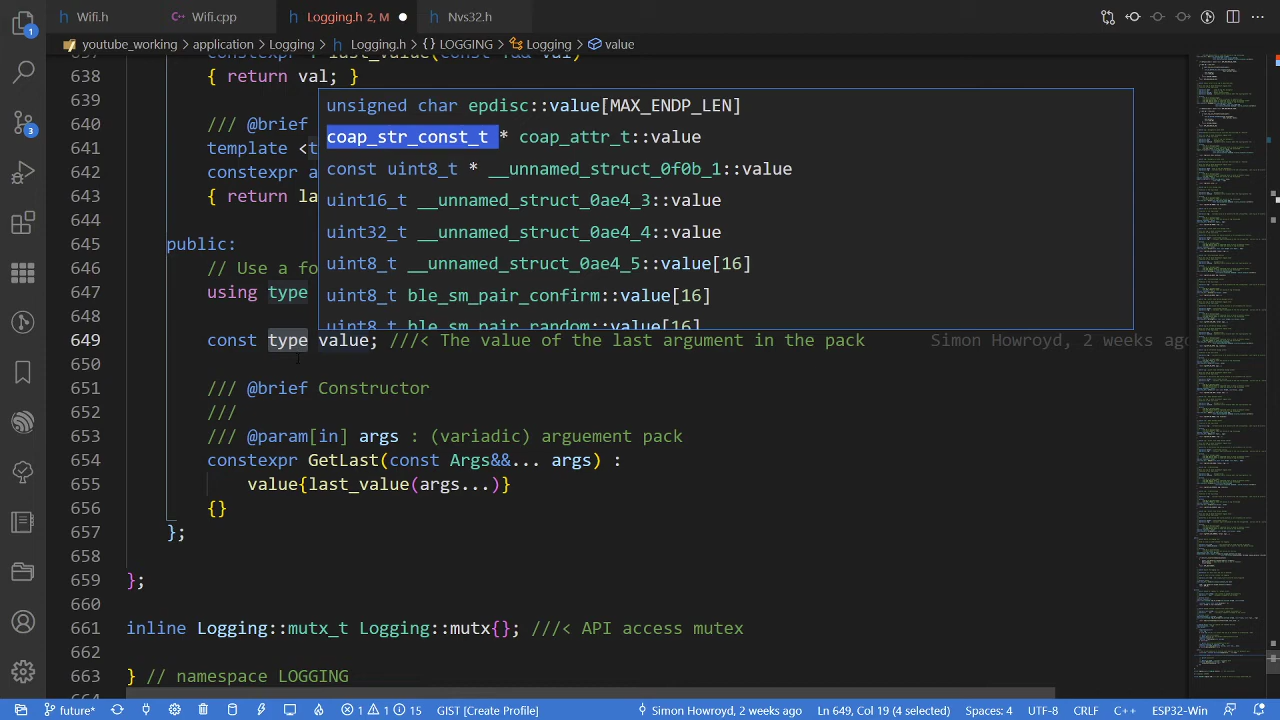 Wifi.h
Wifi.cpp
Logging.h 2, M
Nvs32.h
youtube_working > application > Logging > Logging.h > {} LOGGING > Logging > value
638 { return val; }
639
640 /// @brief
641 template <t
642 constexpr a
643 { return la
644
645 public:
646 // Use a fo
647 using type
648
649 const type value; ///< The value of the last argument in the pack
Simon Howroyd, 2 weeks ago
650
651 /// @brief Constructor
652 ///
653 /// @param[in] args : (variadic) arguement pack
654 constexpr GetLast(const Args&... args) :
655 value{last_value(args...)}
656 {}
657 };
658
659 };
660
661 inline Logging::mutx_t Logging::mutx{}; ///< API access mutex
662
663 } // namespace LOGGING
664
unsigned char epdisc::value[MAX_ENDP_LEN]
coap_str_const_t * coap_attr_t::value
const uint8_t * __unnamed_struct_0f0b_1::value
uint16_t __unnamed_struct_0ae4_3::value
uint32_t __unnamed_struct_0ae4_4::value
uint8_t __unnamed_struct_0ae4_5::value[16]
uint8_t ble_sm_pair_confirm::value[16]
uint8_t ble_sm_pair_random::value[16]
1
3
future*
1 1 15
GIST (Create Profile)
Simon Howroyd, 2 weeks ago
Ln 649, Col 19 (4 selected)
Spaces: 4
UTF-8
CRLF
C++
ESP32-Win